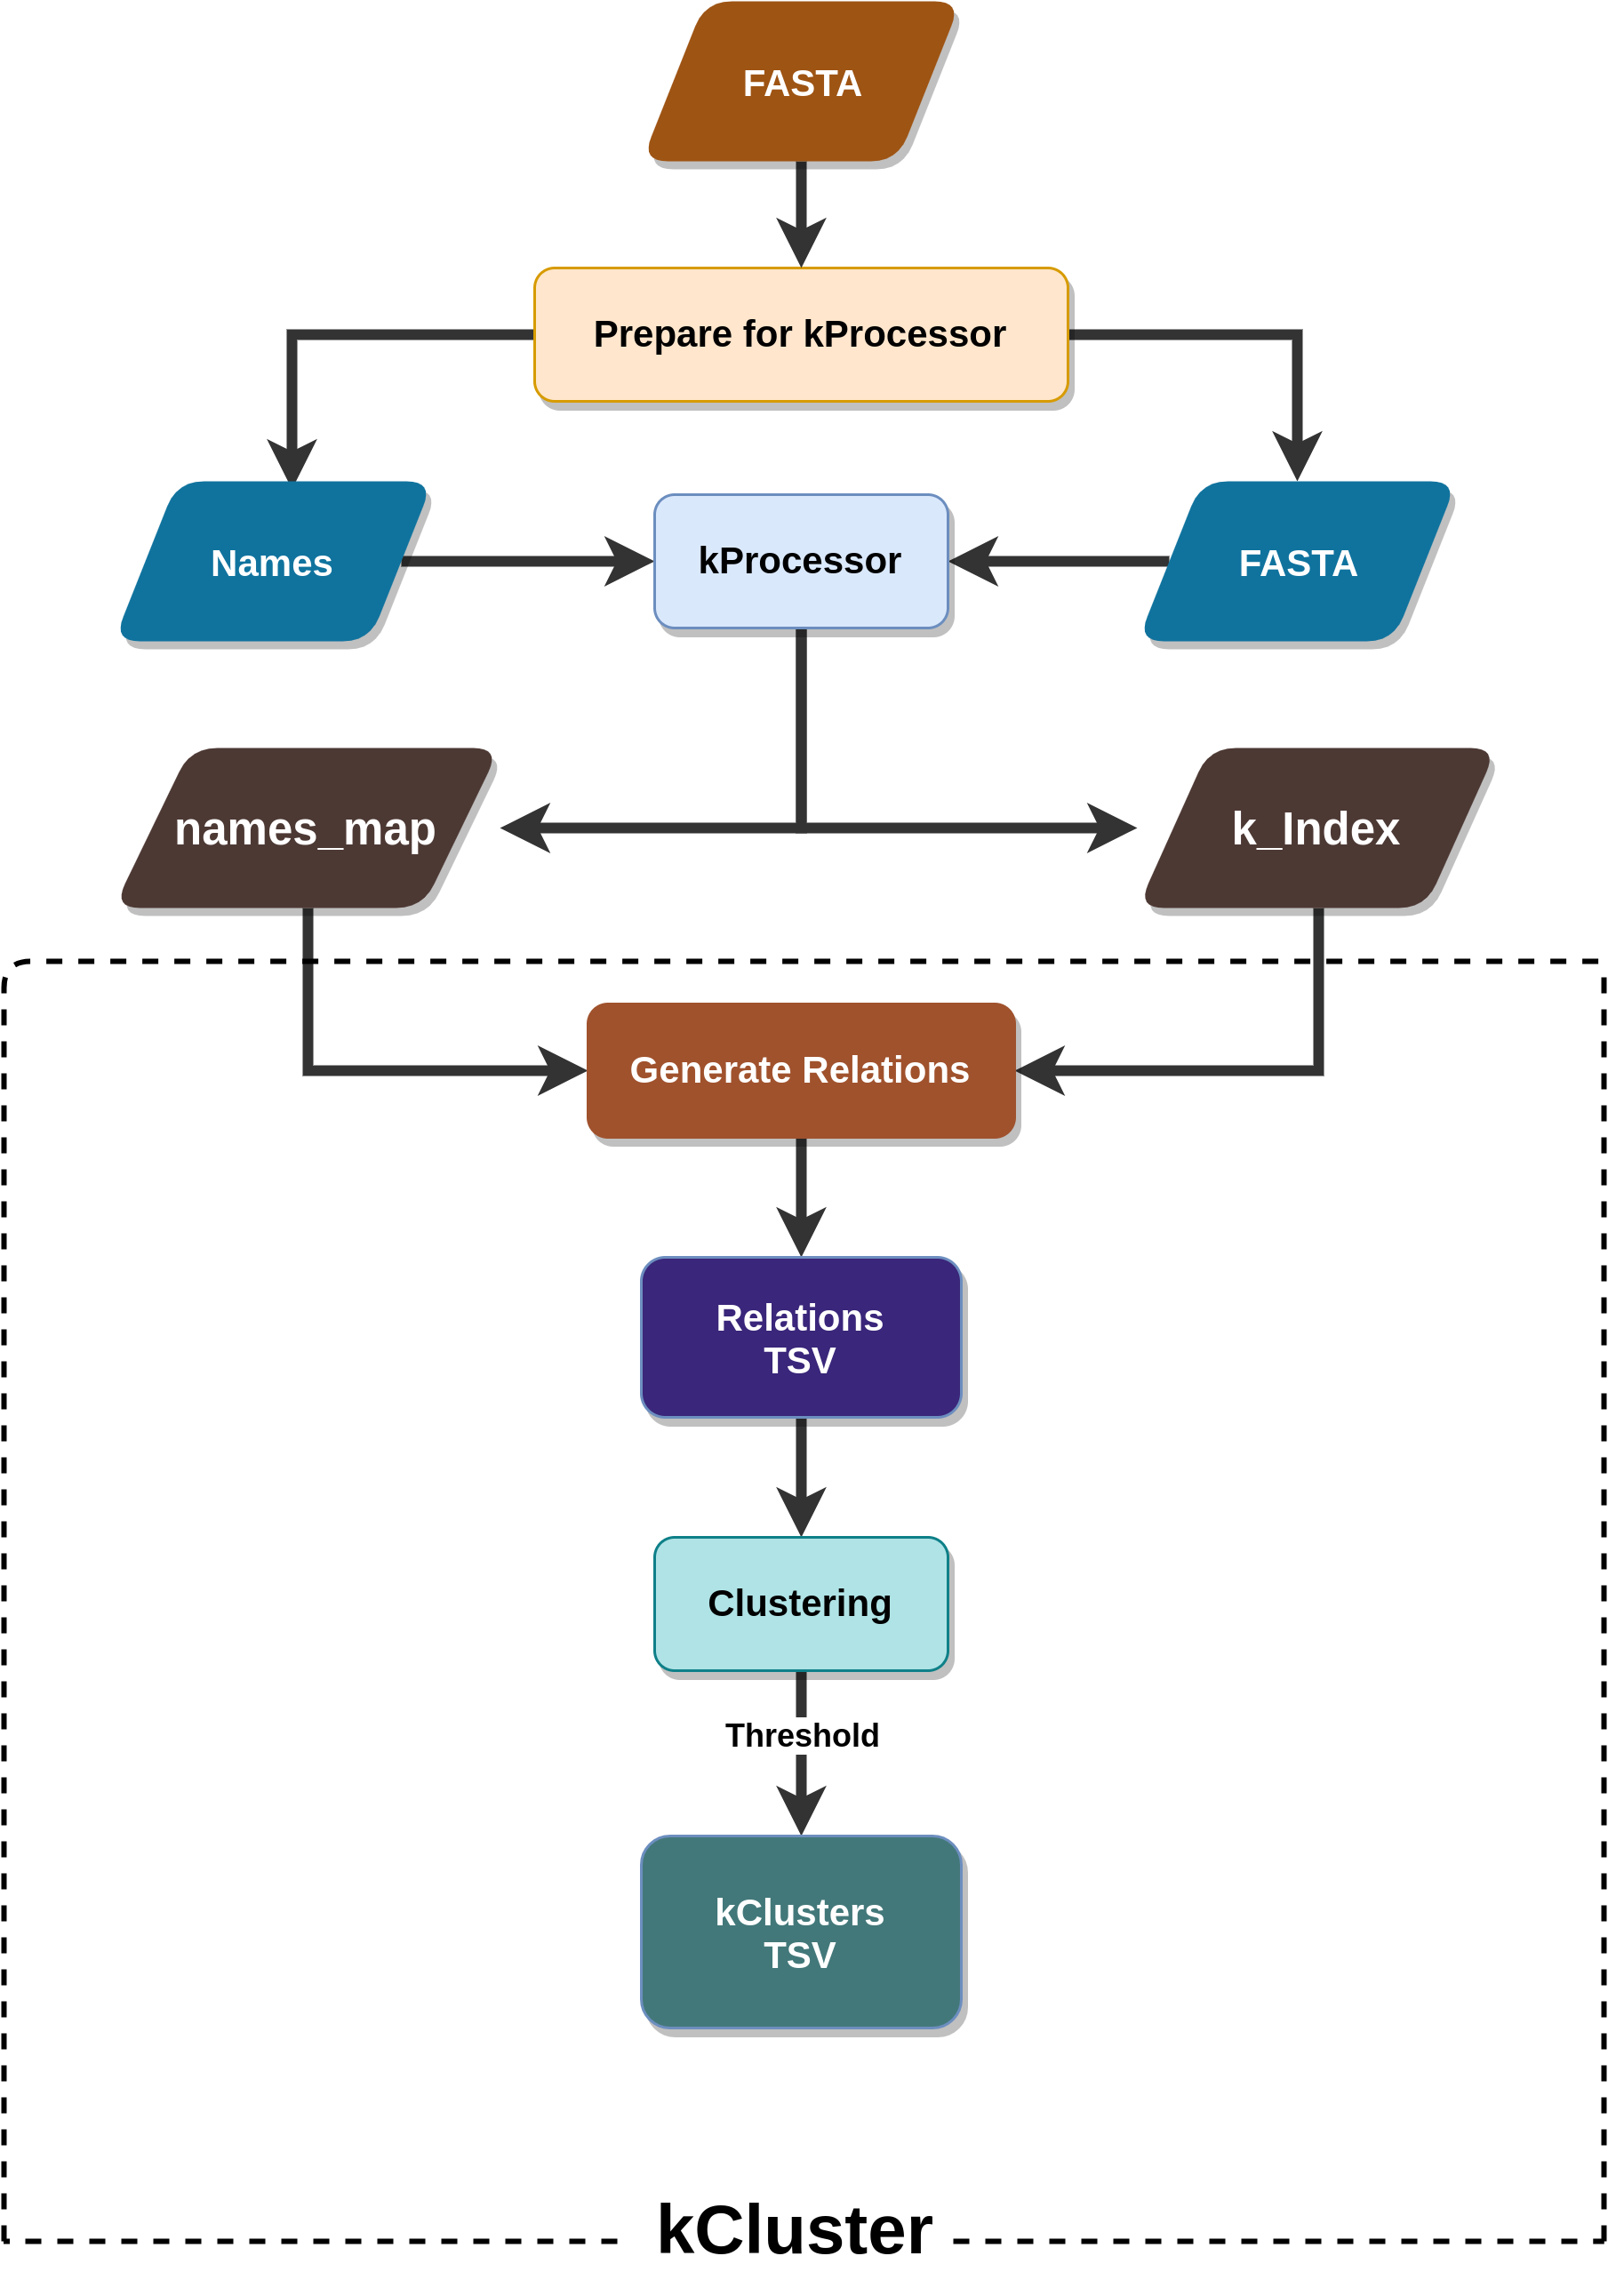 FASTA
Prepare for kProcessor
Names
kProcessor
FASTA
names_map
k_Index
Generate Relations
Relations
TSV
Clustering
Threshold
kClusters
TSV
kCluster